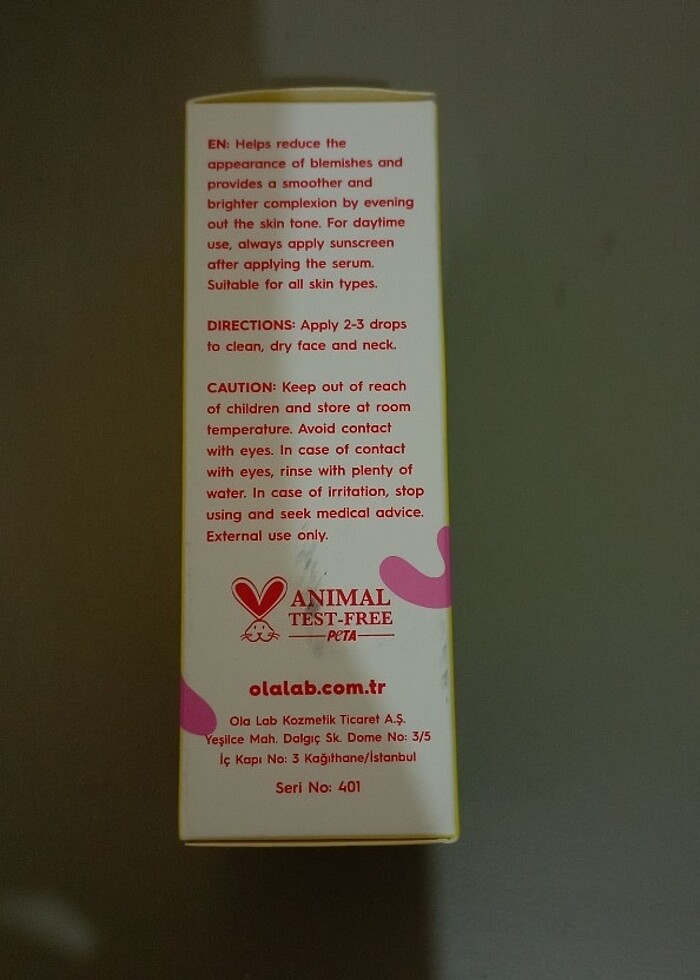 EN: Helps reduce the
appearance of blemishes and
provides a smoother and
brighter complexion by evening
out the skin tone. For daytime
use, always apply sunscreen
after applying the serum.
Suitable for all skin types.
DIRECTIONS: Apply 2-3 drops
to clean, dry face and neck.
CAUTION: Keep out of reach
of children and store at room
temperature. Avoid contact
with eyes. In case of contact
with eyes, rinse with plenty of
water. In case of irritation, stop
using and seek medical advice.
External use only.
ANIMAL
TEST-FREE
PETA
olalab.com.tr
Ola Lab Kozmetik Ticaret A.Ş.
Yeşilce Mah. Dalgıç Sk. Dome No: 3/5
İç Kapı No: 3 Kağıthane/İstanbul
Seri No: 401